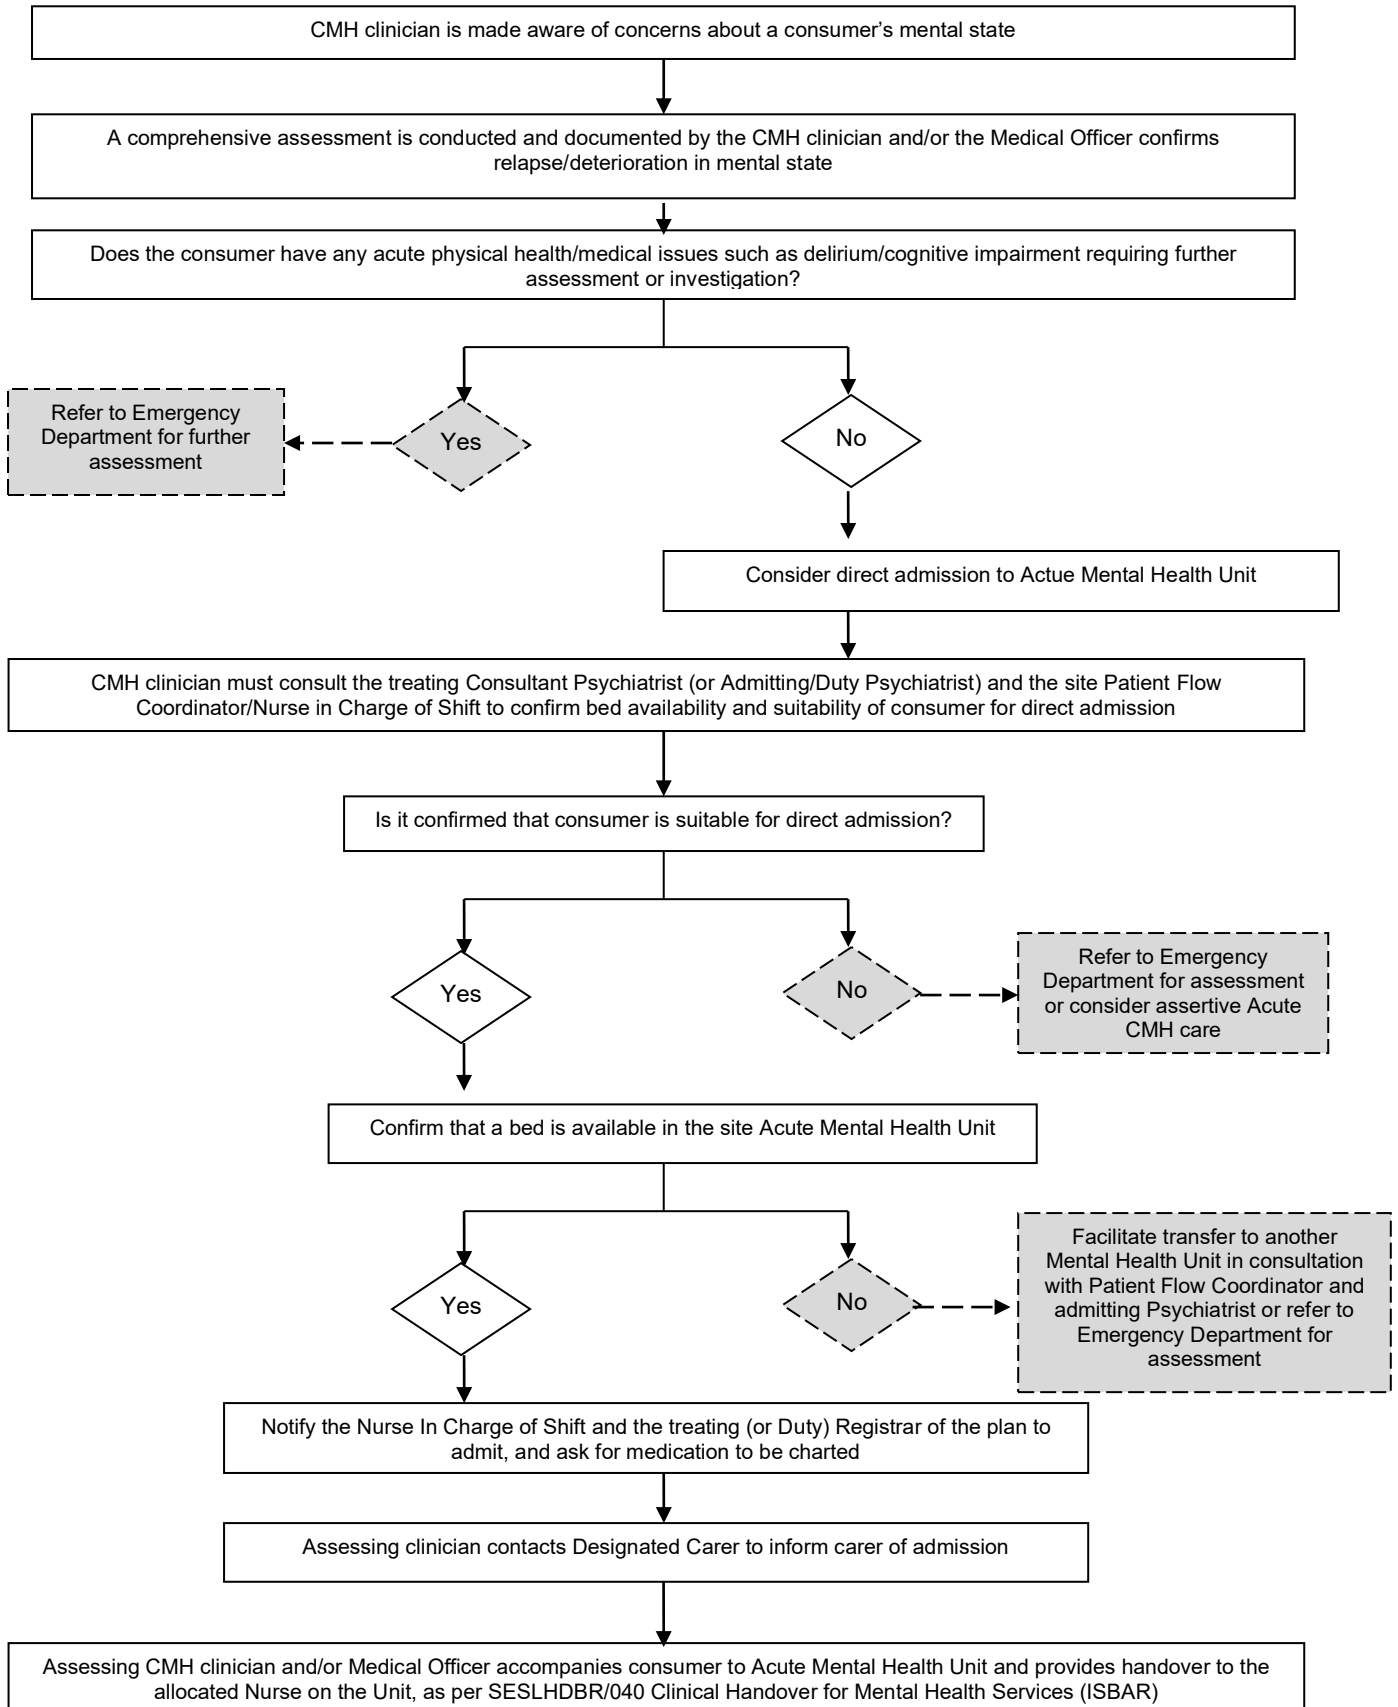 CMH clinician is made aware of concerns about a consumer's mental state
A comprehensive assessment is conducted and documented by the CMH clinician and/or the Medical Officer confirms
relapse/deterioration in mental state
Does the consumer have any acute physical health/medical issues such as delirium/cognitive impairment requiring further
assessment or investigation?
Refer to Emergency
Department for further
assessment
Yes
No
Consider direct admission to Actue Mental Health Unit
CMH clinician must consult the treating Consultant Psychiatrist (or Admitting/Duty Psychiatrist) and the site Patient Flow
Coordinator/Nurse in Charge of Shift to confirm bed availability and suitability of consumer for direct admission
Is it confirmed that consumer is suitable for direct admission?
Yes
No
Refer to Emergency
Department for assessment
or consider assertive Acute
CMH care
Confirm that a bed is available in the site Acute Mental Health Unit
Yes
No
Facilitate transfer to another
Mental Health Unit in consultation
with Patient Flow Coordinator and
admitting Psychiatrist or refer to
Emergency Department for
assessment
Notify the Nurse In Charge of Shift and the treating (or Duty) Registrar of the plan to
admit, and ask for medication to be charted
Assessing clinician contacts Designated Carer to inform carer of admission
Assessing CMH clinician and/or Medical Officer accompanies consumer to Acute Mental Health Unit and provides handover to the
allocated Nurse on the Unit, as per SESLHDBR/040 Clinical Handover for Mental Health Services (ISBAR)